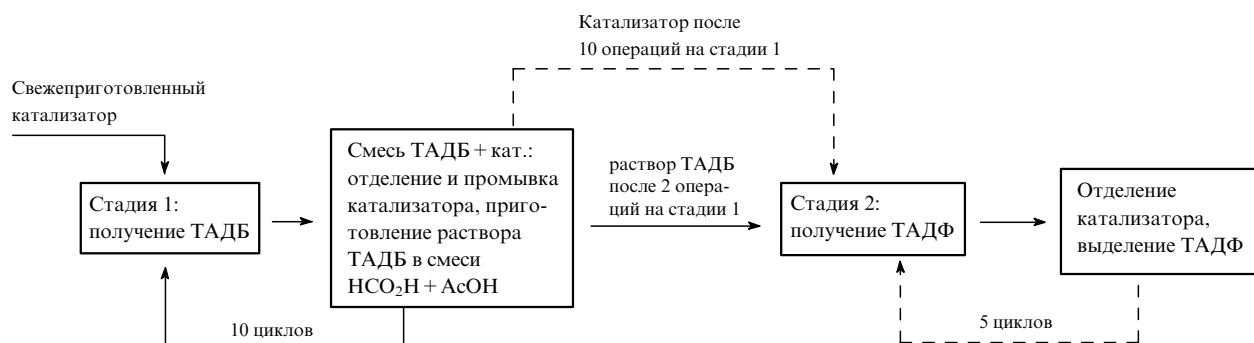 Катализатор после
10 операций на стадии 1
Свежеприготовленный
катализатор
Стадия 1:
получение ТАДБ
Смесь ТАДБ + кат.:
отделение и промывка
катализатора, приго-
товление раствора
ТАДБ в смеси
HCO₂H + AcOH
раствор ТАДБ
после 2 опера-
ций на стадии 1
Стадия 2:
получение ТАДФ
Отделение
катализатора,
выделение ТАДФ
10 циклов
5 циклов